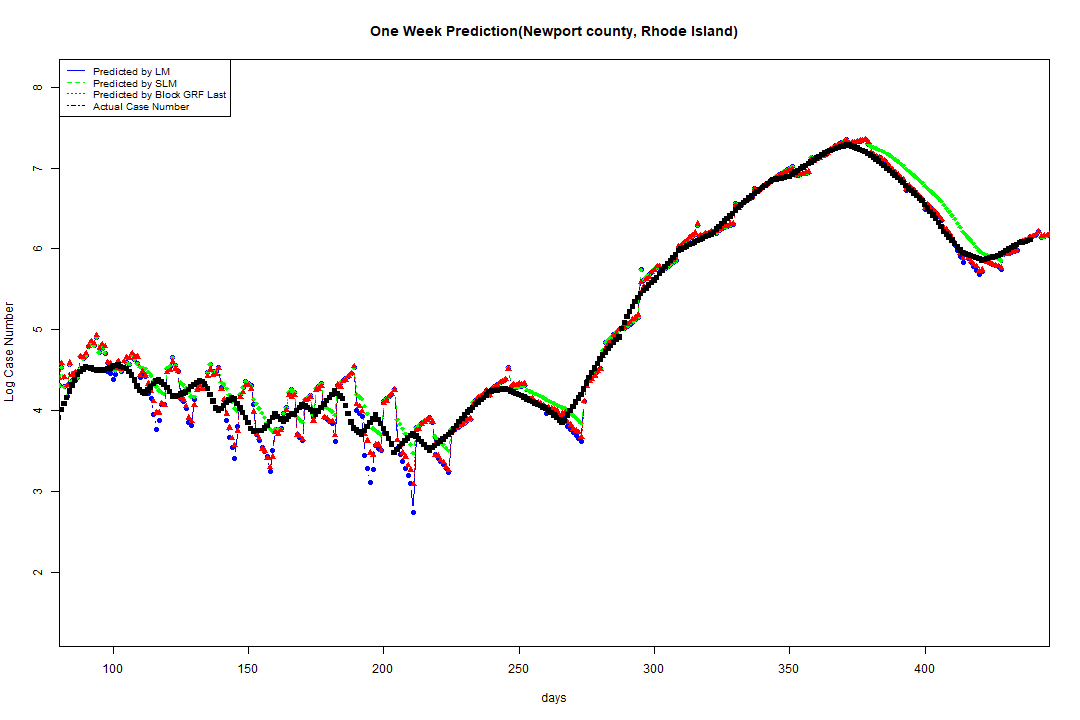 One Week Prediction(Newport county, Rhode Island)
Predicted by LM
Predicted by SLM
Predicted by Block GRF Last
Actual Case Number
8
7
6
5
4
3
2
Log Case Number
100 150 200 250 300 350 400
days